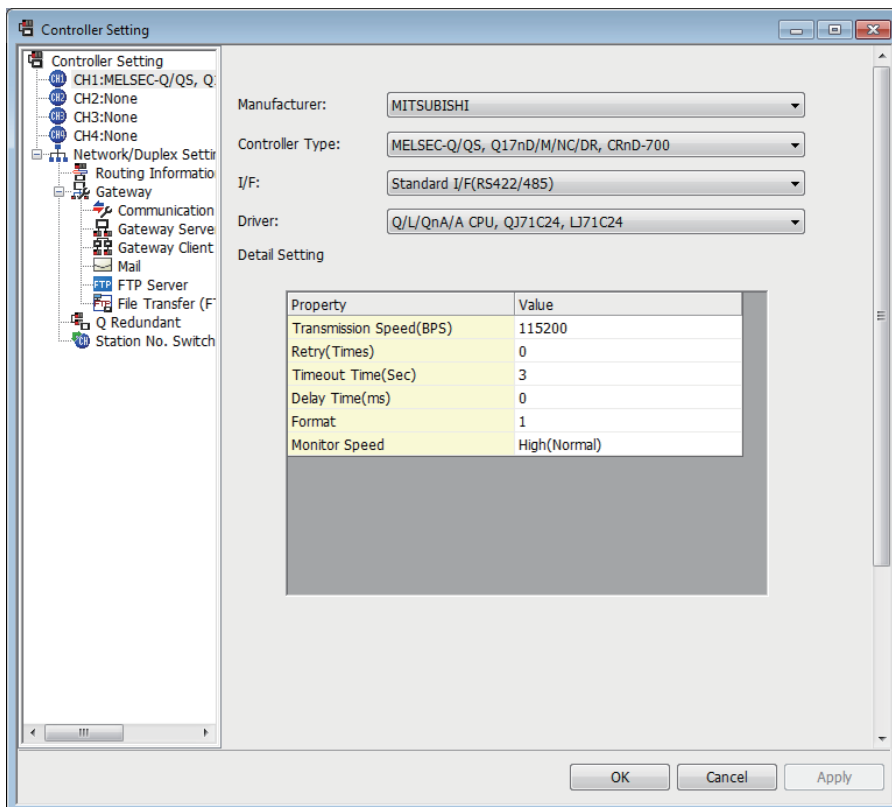 Controller Setting
Controller Setting
CH1:MELSEC-Q/QS, Q
CH2:None
CH3:None
CH4:None
Network/Duplex Settin
Routing Informatio
Gateway
Communication
Gateway Serve
Gateway Client
Mail
FTP
FTP Server
File Transfer (F
Q Redundant
Station No. Switch
Manufacturer:
MITSUBISHI
Controller Type:
MELSEC-Q/QS, Q17nD/M/NC/DR, CRnD-700
I/F:
Standard I/F(RS422/485)
Driver:
Q/L/QnA/A CPU, QJ71C24, LJ71C24
Detail Setting
Property Value
Transmission Speed(BPS) 115200
Retry(Times) 0
Timeout Time(Sec) 3
Delay Time(ms) 0
Format 1
Monitor Speed High(Normal)
OK Cancel Apply